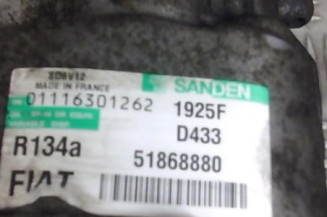 SD6V12
MADE IN FRANCE
SANDEN
01116301262
1925F
D433
R134a
51868880
FIAT